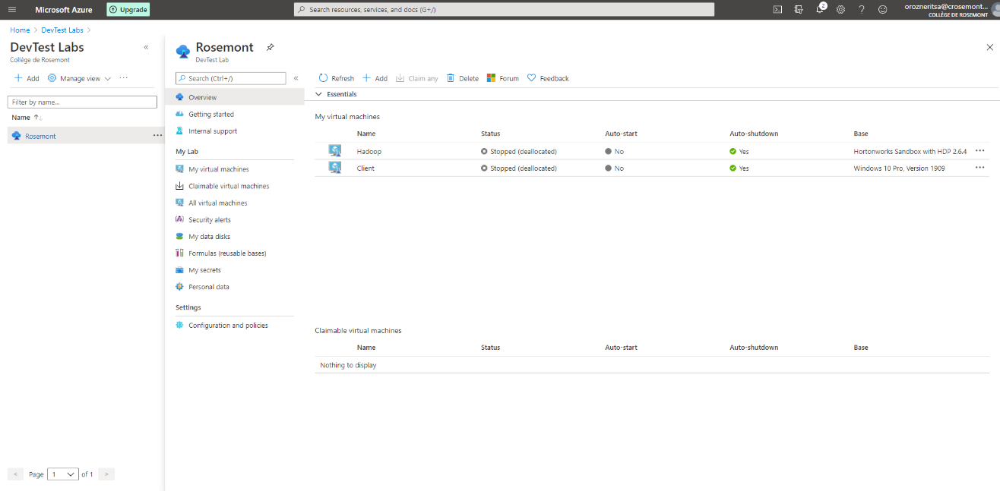 Microsoft Azure
Upgrade
Search resources, services, and docs (G+/)
2
orozneritsa@crosemont...
COLLÈGE DE ROSEMONT
Home > DevTest Labs >
DevTest Labs
«
Collège de Rosemont
Add
Manage view
...
Filter by name...
Name
Rosemont
...
< Page 1 of 1 >
Rosemont
DevTest Lab
Search (Ctrl+/)
«
Overview
Getting started
Internal support
My Lab
My virtual machines
Claimable virtual machines
All virtual machines
Security alerts
My data disks
Formulas (reusable bases)
My secrets
Personal data
Settings
Configuration and policies
Refresh
Add
Claim any
Delete
Forum
Feedback
Essentials
My virtual machines
Name Status Auto-start Auto-shutdown Base
Hadoop Stopped (deallocated) No Yes Hortonworks Sandbox with HDP 2.6.4 ...
Client Stopped (deallocated) No Yes Windows 10 Pro, Version 1909 ...
Claimable virtual machines
Name Status Auto-start Auto-shutdown Base
Nothing to display